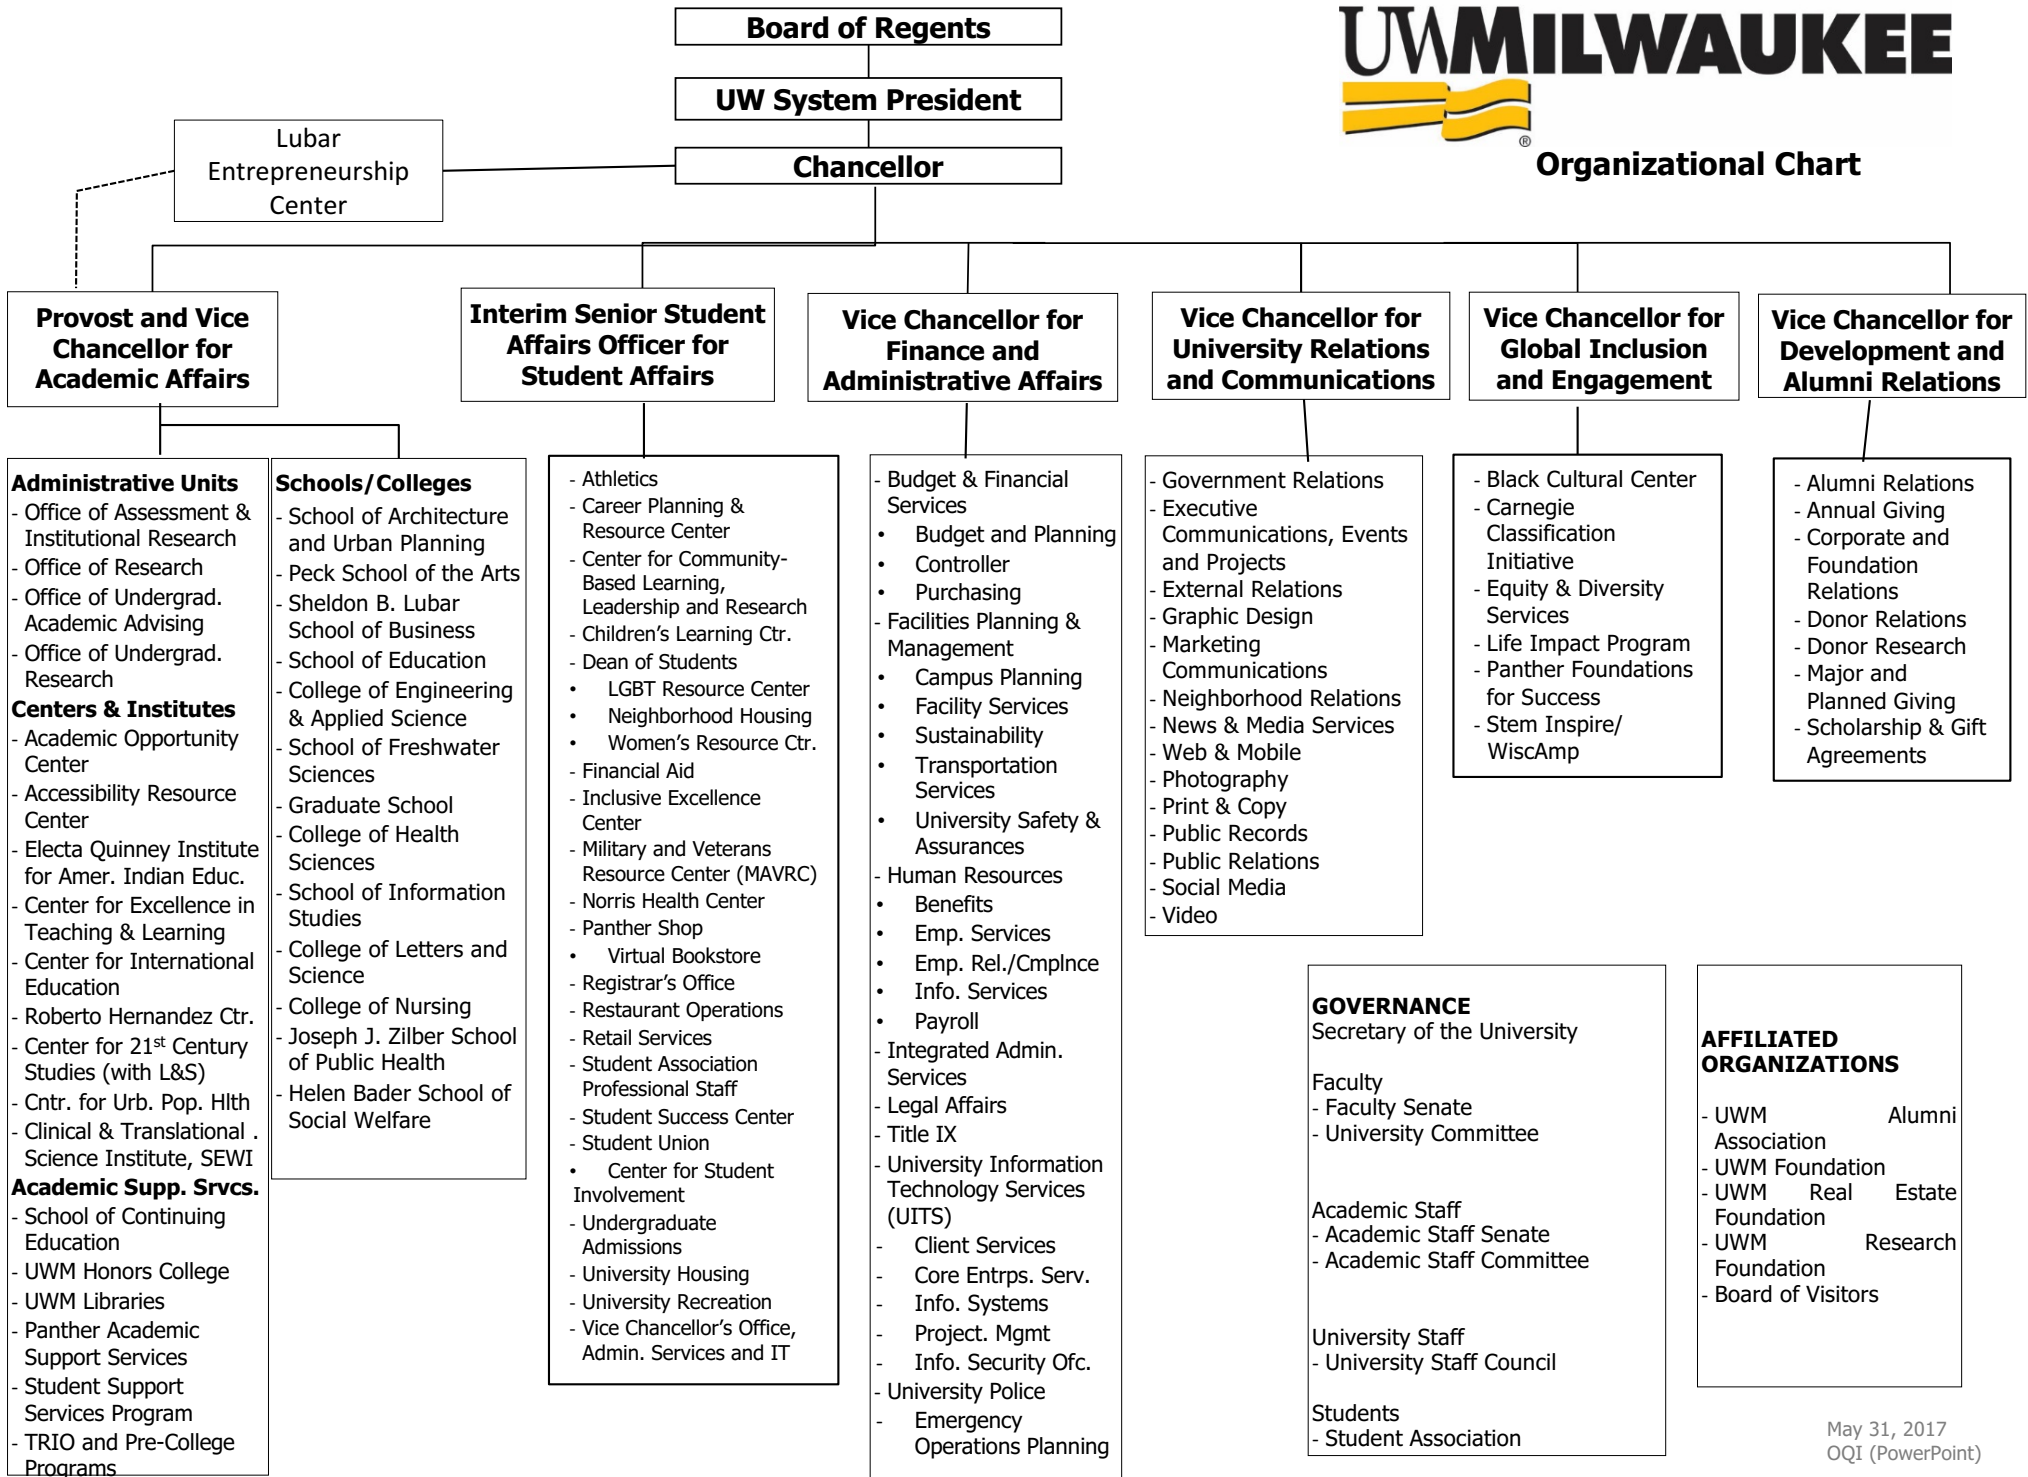 Board of Regents
UW System President
Chancellor
Lubar
Entrepreneurship
Center
UWMILWAUKEE
®
Organizational Chart
Provost and Vice
Chancellor for
Academic Affairs
Interim Senior Student
Affairs Officer for
Student Affairs
Vice Chancellor for
Finance and
Administrative Affairs
Vice Chancellor for
University Relations
and Communications
Vice Chancellor for
Global Inclusion
and Engagement
Vice Chancellor for
Development and
Alumni Relations
Administrative Units
- Office of Assessment &
Institutional Research
- Office of Research
- Office of Undergrad.
Academic Advising
- Office of Undergrad.
Research
Centers & Institutes
- Academic Opportunity
Center
- Accessibility Resource
Center
- Electa Quinney Institute
for Amer. Indian Educ.
- Center for Excellence in
Teaching & Learning
- Center for International
Education
- Roberto Hernandez Ctr.
- Center for 21st Century
Studies (with L&S)
- Cntr. for Urb. Pop. Hlth
- Clinical & Translational .
Science Institute, SEWI
Academic Supp. Srvcs.
- School of Continuing
Education
- UWM Honors College
- UWM Libraries
- Panther Academic
Support Services
- Student Support
Services Program
- TRIO and Pre-College
Programs
Schools/Colleges
- School of Architecture
and Urban Planning
- Peck School of the Arts
- Sheldon B. Lubar
School of Business
- School of Education
- College of Engineering
& Applied Science
- School of Freshwater
Sciences
- Graduate School
- College of Health
Sciences
- School of Information
Studies
- College of Letters and
Science
- College of Nursing
- Joseph J. Zilber School
of Public Health
- Helen Bader School of
Social Welfare
- Athletics
- Career Planning &
Resource Center
- Center for Community-
Based Learning,
Leadership and Research
- Children’s Learning Ctr.
- Dean of Students
• LGBT Resource Center
• Neighborhood Housing
• Women’s Resource Ctr.
- Financial Aid
- Inclusive Excellence
Center
- Military and Veterans
Resource Center (MAVRC)
- Norris Health Center
- Panther Shop
• Virtual Bookstore
- Registrar’s Office
- Restaurant Operations
- Retail Services
- Student Association
Professional Staff
- Student Success Center
- Student Union
• Center for Student
Involvement
- Undergraduate
Admissions
- University Housing
- University Recreation
- Vice Chancellor’s Office,
Admin. Services and IT
- Budget & Financial
Services
• Budget and Planning
• Controller
• Purchasing
- Facilities Planning &
Management
• Campus Planning
• Facility Services
• Sustainability
• Transportation
Services
• University Safety &
Assurances
- Human Resources
• Benefits
• Emp. Services
• Emp. Rel./Cmplnce
• Info. Services
• Payroll
- Integrated Admin.
Services
- Legal Affairs
- Title IX
- University Information
Technology Services
(UITS)
- Client Services
- Core Entrps. Serv.
- Info. Systems
- Project. Mgmt
- Info. Security Ofc.
- University Police
- Emergency
Operations Planning
- Government Relations
- Executive
Communications, Events
and Projects
- External Relations
- Graphic Design
- Marketing
Communications
- Neighborhood Relations
- News & Media Services
- Web & Mobile
- Photography
- Print & Copy
- Public Records
- Public Relations
- Social Media
- Video
- Black Cultural Center
- Carnegie
Classification
Initiative
- Equity & Diversity
Services
- Life Impact Program
- Panther Foundations
for Success
- Stem Inspire/
WiscAmp
- Alumni Relations
- Annual Giving
- Corporate and
Foundation
Relations
- Donor Relations
- Donor Research
- Major and
Planned Giving
- Scholarship & Gift
Agreements
GOVERNANCE
Secretary of the University
Faculty
- Faculty Senate
- University Committee
Academic Staff
- Academic Staff Senate
- Academic Staff Committee
University Staff
- University Staff Council
Students
- Student Association
AFFILIATED
ORGANIZATIONS
- UWM Alumni
Association
- UWM Foundation
- UWM Real Estate
Foundation
- UWM Research
Foundation
- Board of Visitors
May 31, 2017
OQI (PowerPoint)